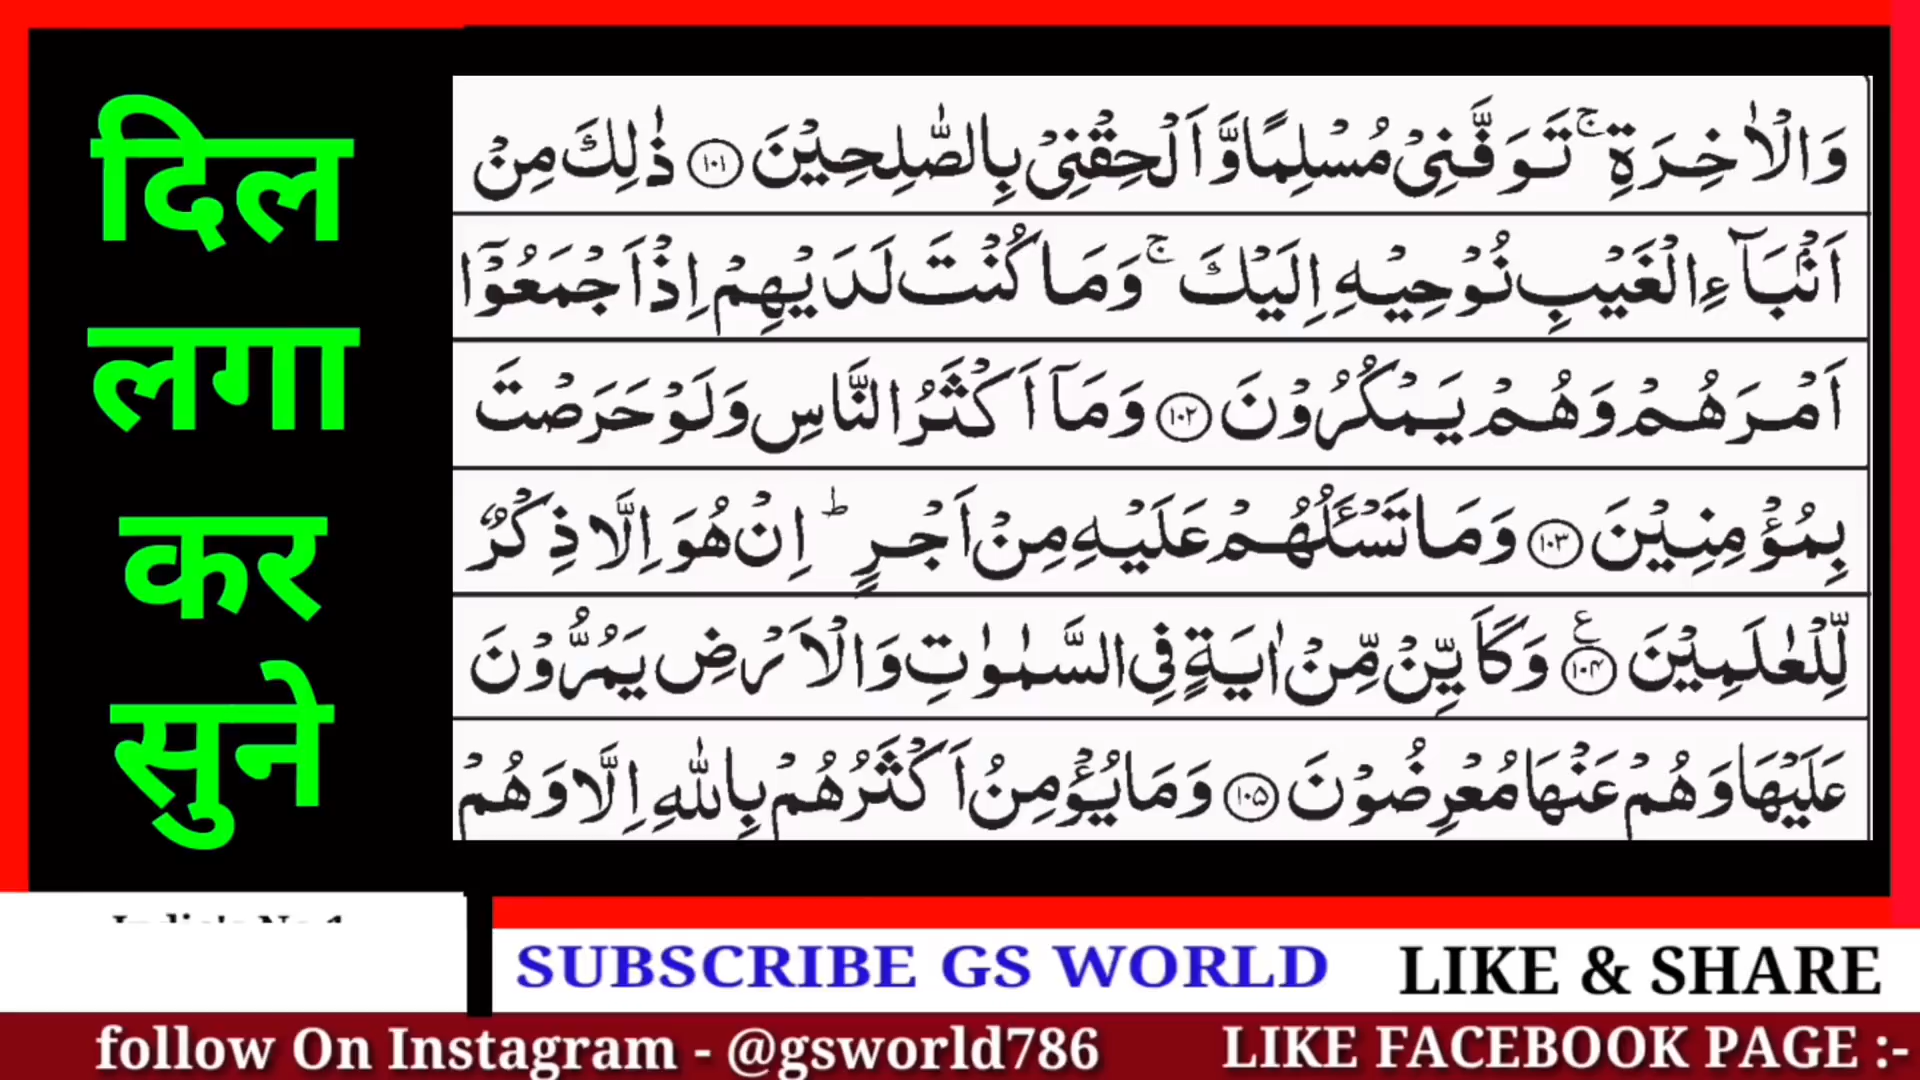 दिल
लगा
कर
सुने
وَالْاٰخِرَةِ ۚ تَوَفَّنِيْ مُسْلِمًا وَّاَلْحِقْنِيْ بِالصّٰلِحِيْنَ ﴿۱۰۱﴾ ذٰلِكَ مِنْ
اَنْۢبَآءِ الْغَيْبِ نُوْحِيْهِ اِلَيْكَ ۚ وَمَا كُنْتَ لَدَيْهِمْ اِذْ اَجْمَعُوْۤا
اَمْرَهُمْ وَهُمْ يَمْكُرُوْنَ ﴿۱۰۲﴾ وَمَاۤ اَكْثَرُ النَّاسِ وَلَوْ حَرَصْتَ
بِمُؤْمِنِيْنَ ﴿۱۰۳﴾ وَمَا تَسْـَٔلُهُمْ عَلَيْهِ مِنْ اَجْرٍ ؕ اِنْ هُوَ اِلَّا ذِكْرٌ
لِّلْعٰلَمِيْنَ ﴿۱۰۴﴾ ع وَكَاَيِّنْ مِّنْ اٰيَةٍ فِي السَّمٰوٰتِ وَالْاَرْضِ يَمُرُّوْنَ
عَلَيْهَا وَهُمْ عَنْهَا مُعْرِضُوْنَ ﴿۱۰۵﴾ وَمَا يُؤْمِنُ اَكْثَرُهُمْ بِاللّٰهِ اِلَّا وَهُمْ
SUBSCRIBE GS WORLD LIKE & SHARE
follow On Instagram - @gsworld786 LIKE FACEBOOK PAGE :-